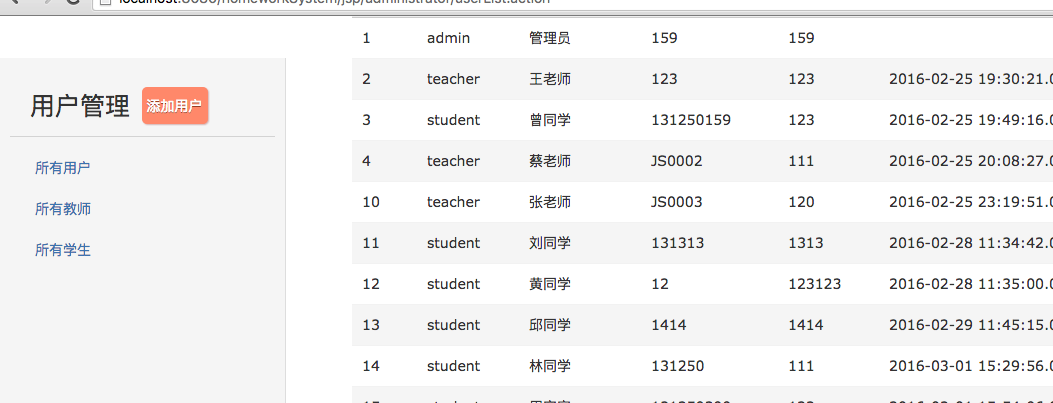 localhost:8080/homeworkSystem/jsp/administrator/userList.action
用户管理 添加用户
所有用户
所有教师
所有学生
1 admin 管理员 159 159
2 teacher 王老师 123 123 2016-02-25 19:30:21.0
3 student 曾同学 131250159 123 2016-02-25 19:49:16.0
4 teacher 蔡老师 JS0002 111 2016-02-25 20:08:27.0
10 teacher 张老师 JS0003 120 2016-02-25 23:19:51.0
11 student 刘同学 131313 1313 2016-02-28 11:34:42.0
12 student 黄同学 12 123123 2016-02-28 11:35:00.0
13 student 邱同学 1414 1414 2016-02-29 11:45:15.0
14 student 林同学 131250 111 2016-03-01 15:29:56.0